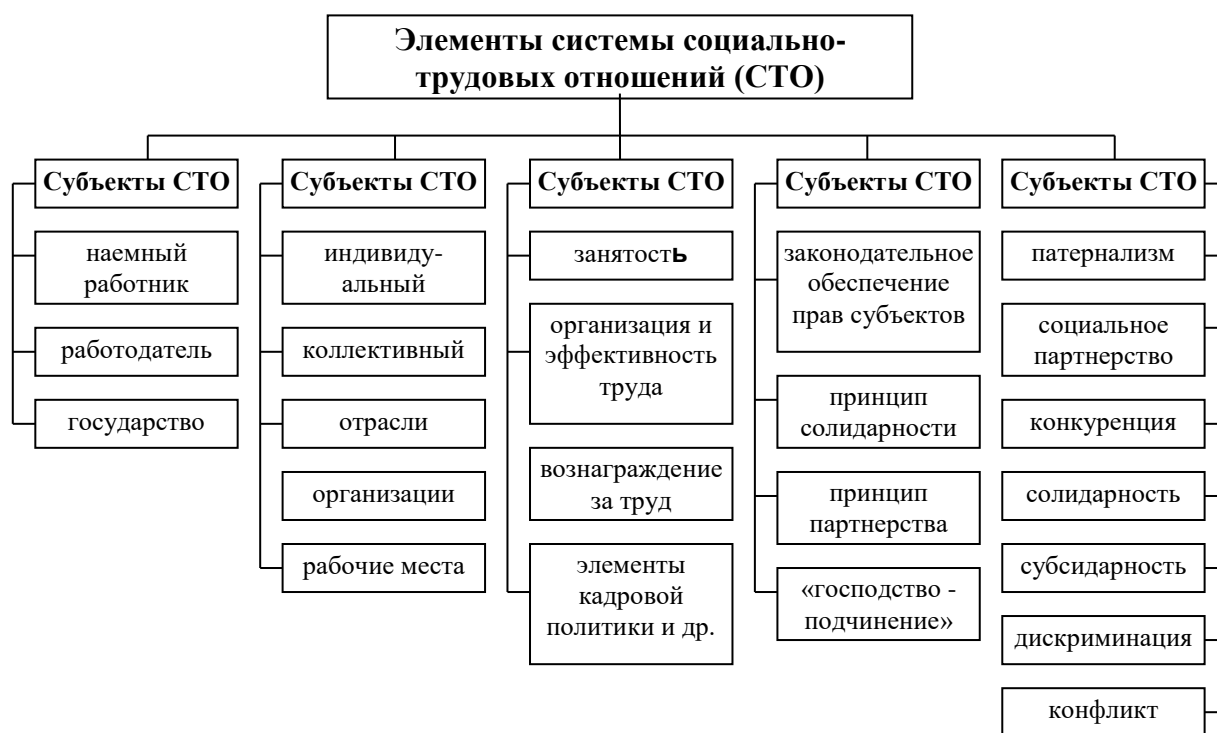 Элементы системы социально-
трудовых отношений (СТО)
Субъекты СТО
наемный
работник
работодатель
государство
Субъекты СТО
индивиду-
альный
коллективный
отрасли
организации
рабочие места
Субъекты СТО
занятость
организация и
эффективность
труда
вознаграждение
за труд
элементы
кадровой
политики и др.
Субъекты СТО
законодательное
обеспечение
прав субъектов
принцип
солидарности
принцип
партнерства
«господство -
подчинение»
Субъекты СТО
патернализм
социальное
партнерство
конкуренция
солидарность
субсидарность
дискриминация
конфликт